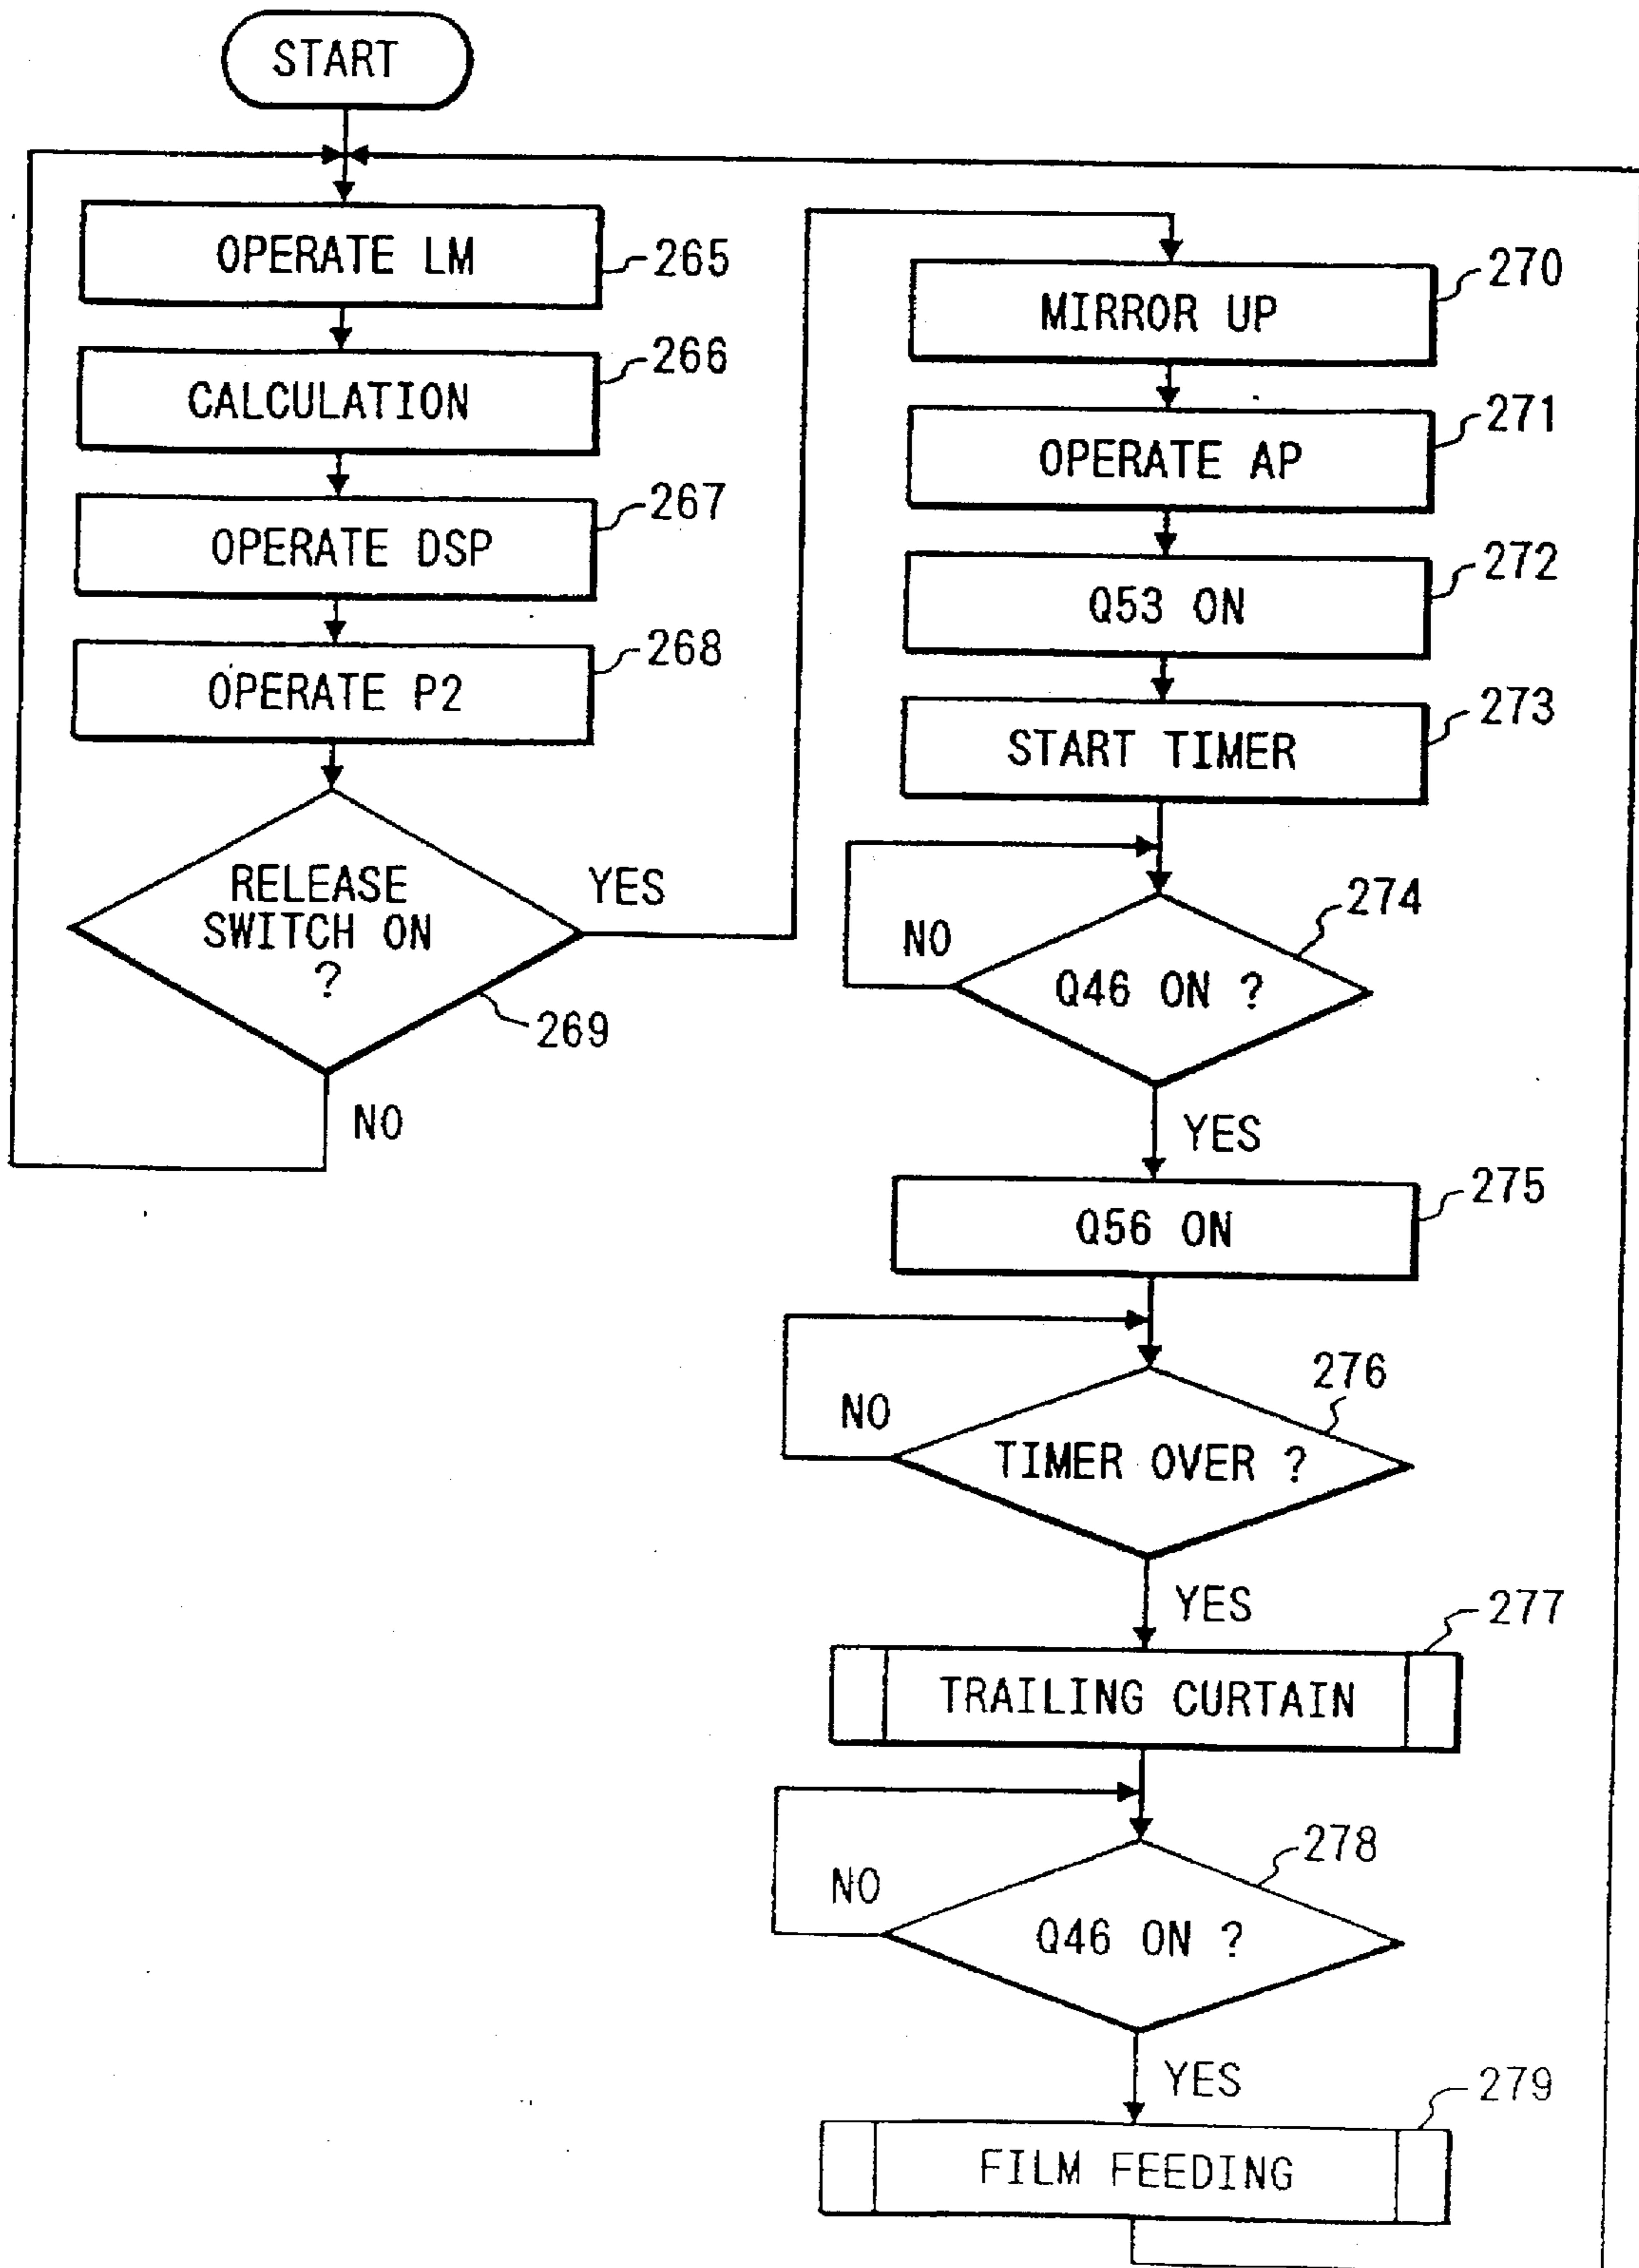 START
OPERATE LM
265
CALCULATION
266
OPERATE DSP
267
OPERATE P2
268
RELEASE
SWITCH ON
?
YES
269
NO
270
MIRROR UP
271
OPERATE AP
272
Q53 ON
273
START TIMER
274
NO
Q46 ON ?
YES
275
Q56 ON
276
NO
TIMER OVER ?
YES
277
TRAILING CURTAIN
278
NO
Q46 ON ?
YES
279
FILM FEEDING